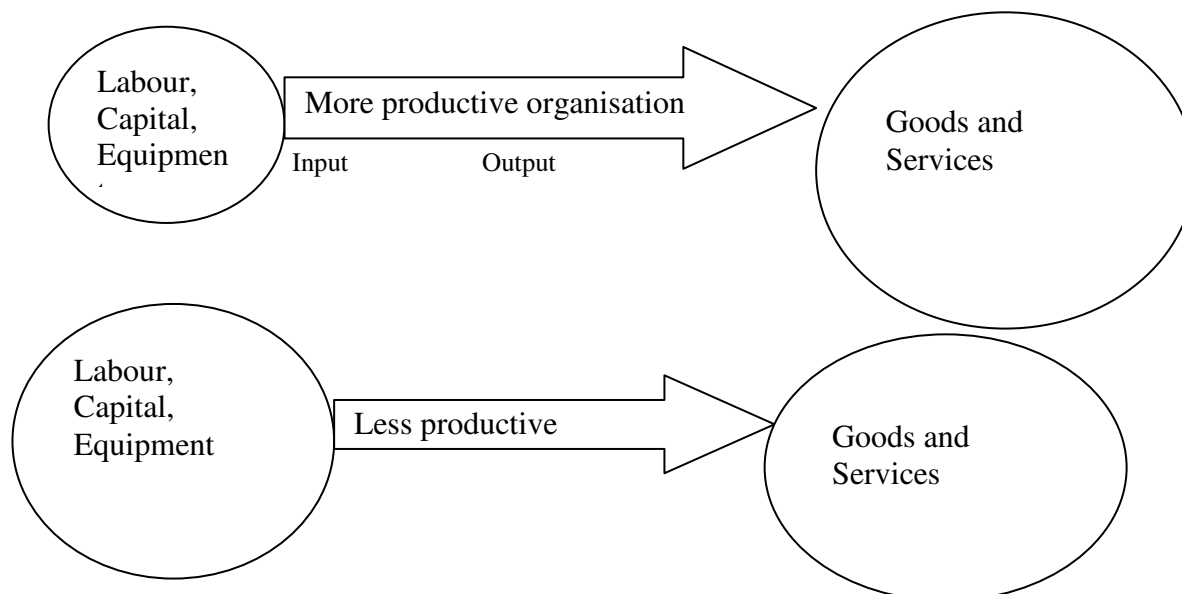 Labour,
Capital,
Equipmen
More productive organisation
Input Output
Goods and
Services
Labour,
Capital,
Equipment
Less productive
Goods and
Services